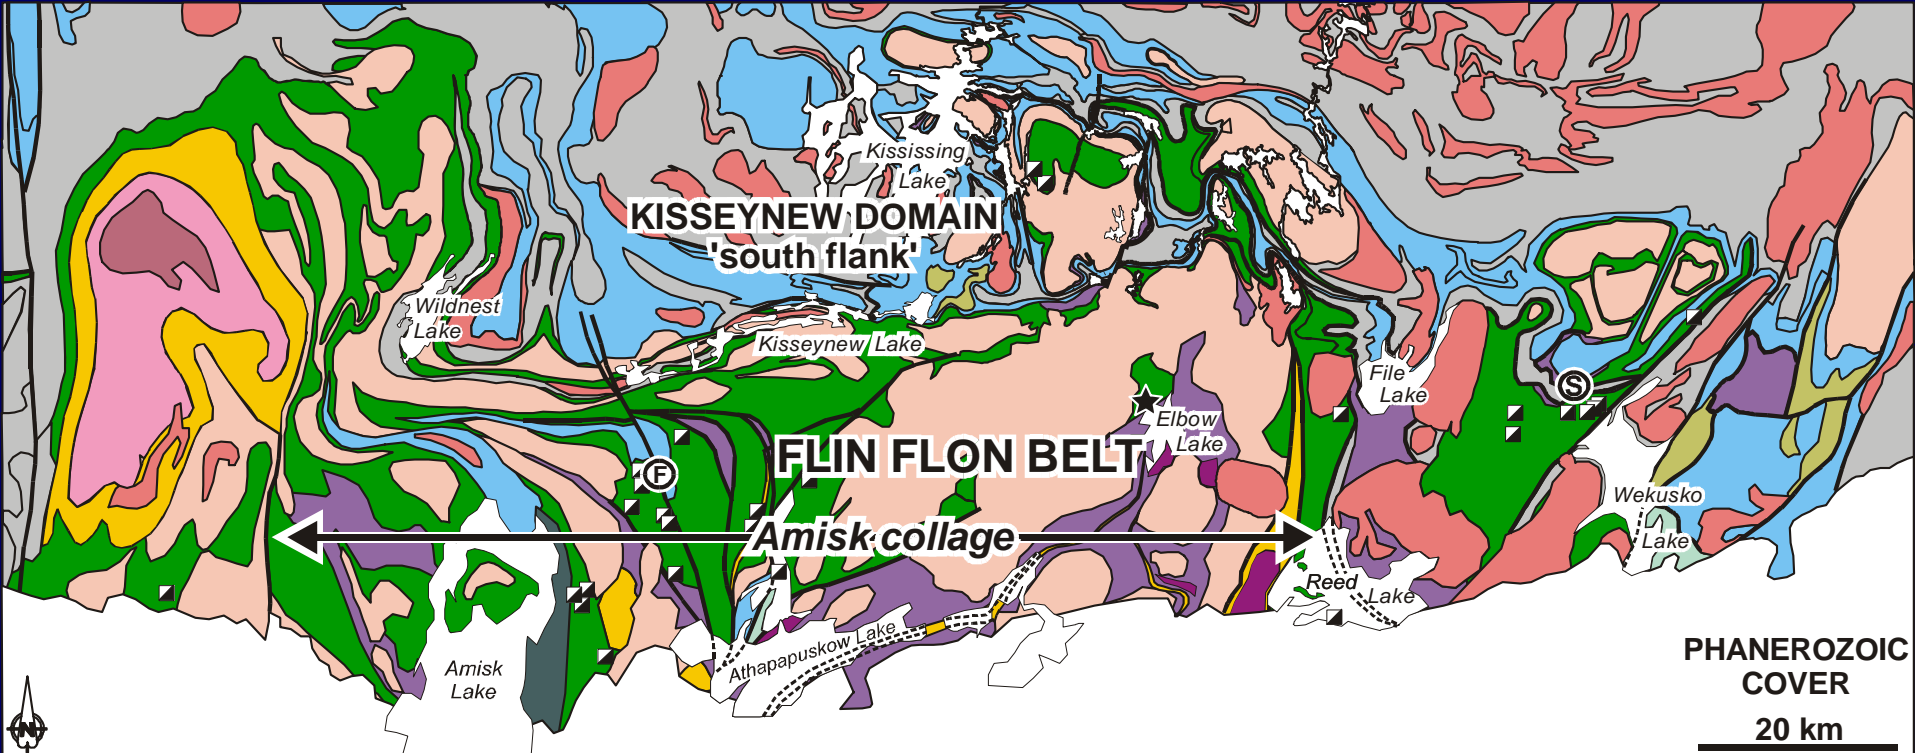 Kississing
Lake
KISSEYNEW DOMAIN
'south flank'
Wildnest
Lake
Kisseynew Lake
File
Lake
S
Elbow
Lake
FLIN FLON BELT
F
Wekusko
Lake
Amisk collage
Reed
Lake
Athapapuskow Lake
Amisk
Lake
PHANEROZOIC
COVER
20 km
N